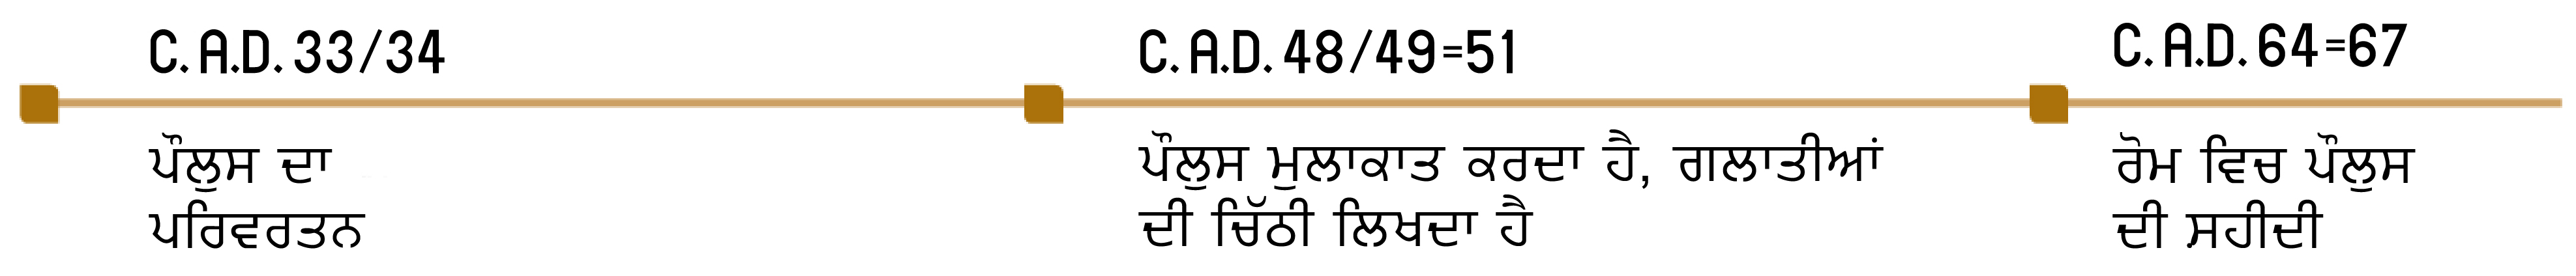 C. A.D. 33/34
ਪੌਲੁਸ ਦਾ
ਪਰਿਵਰਤਨ
C. A.D. 48/49=51
ਪੌਲੁਸ ਮੁਲਾਕਾਤ ਕਰਦਾ ਹੈ, ਗਲਾਤੀਆਂ
ਦੀ ਚਿੱਠੀ ਲਿਖਦਾ ਹੈ
C. A.D. 64=67
ਰੋਮ ਵਿਚ ਪੌਲੁਸ
ਦੀ ਸ਼ਹੀਦੀ